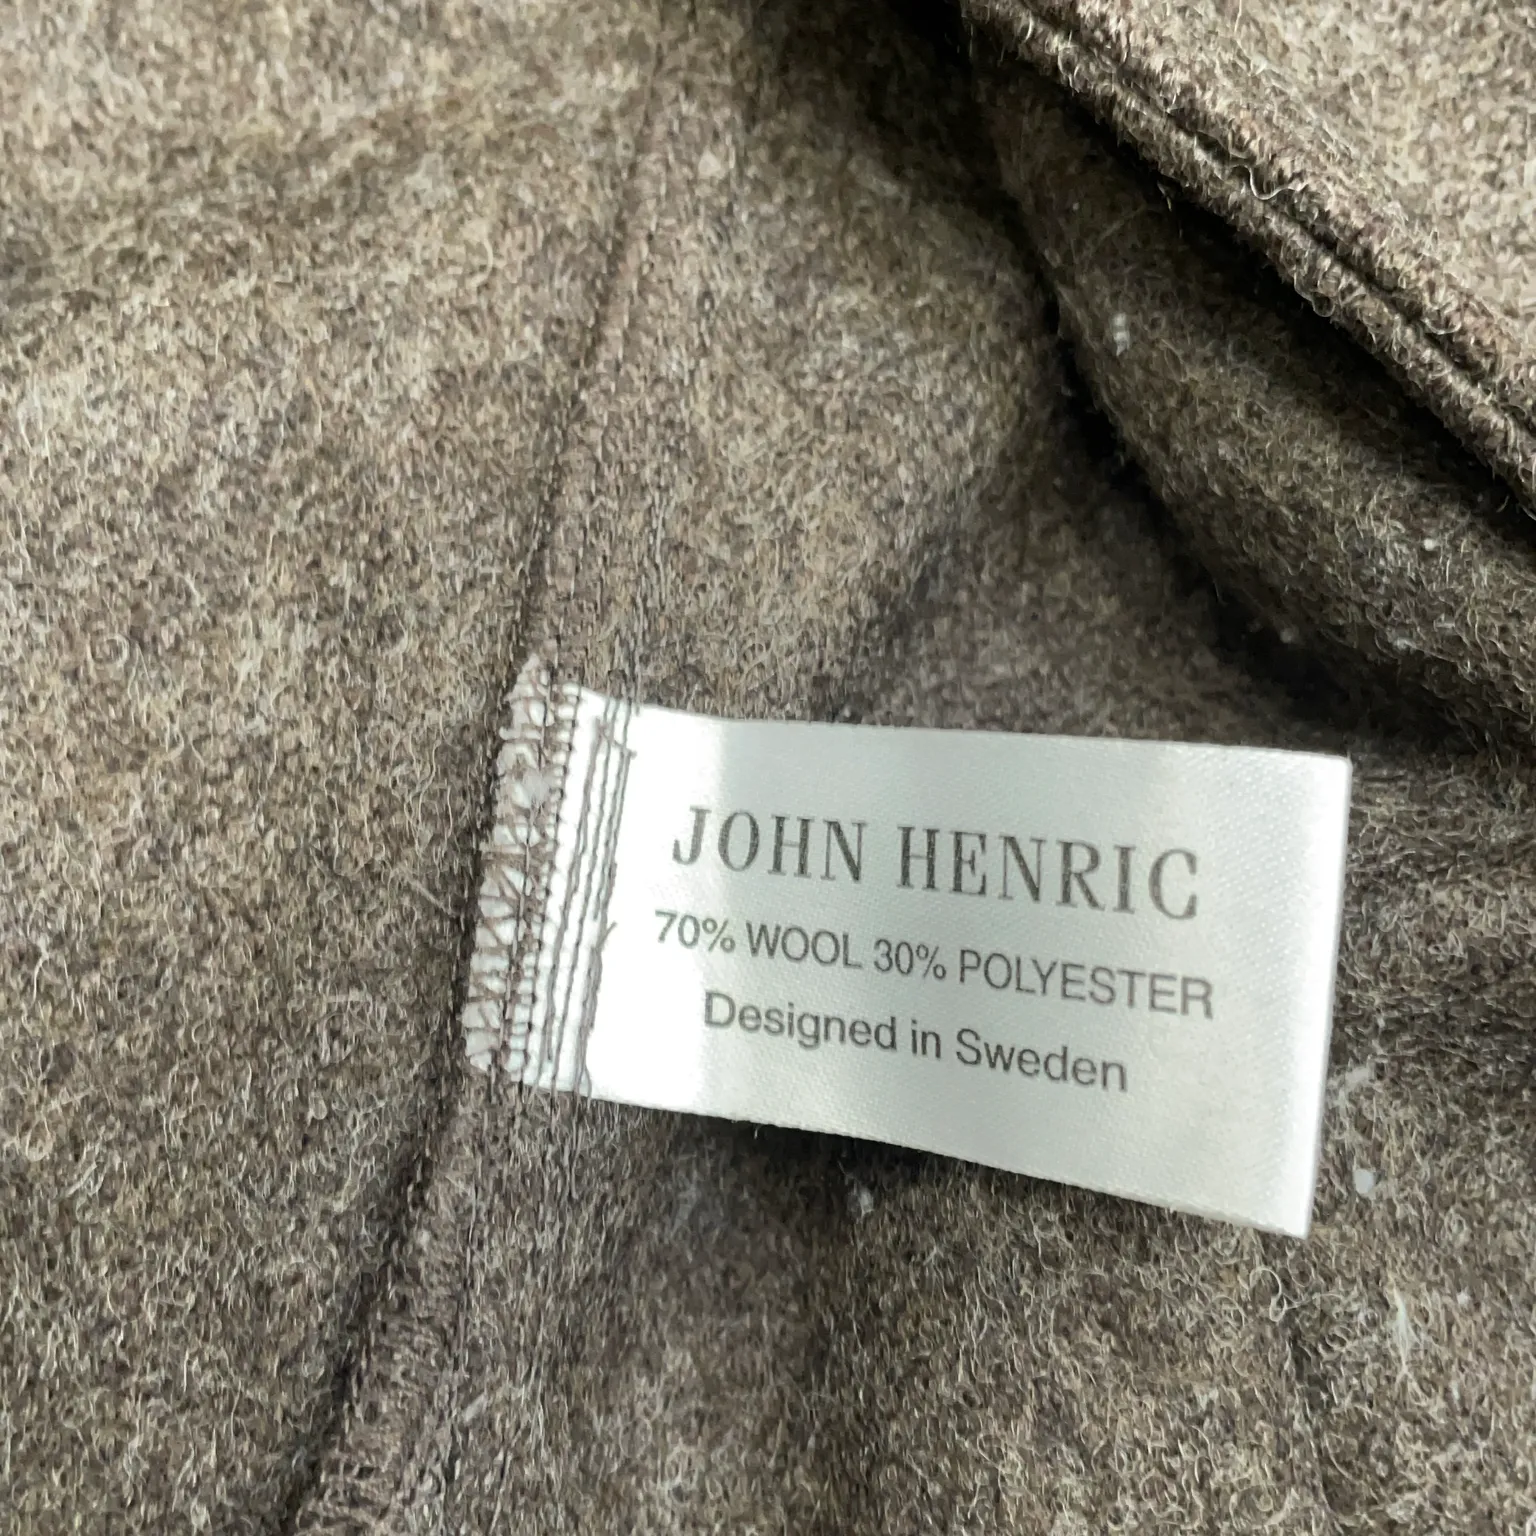 JOHN HENRIC
70% WOOL 30% POLYESTER
Designed in Sweden